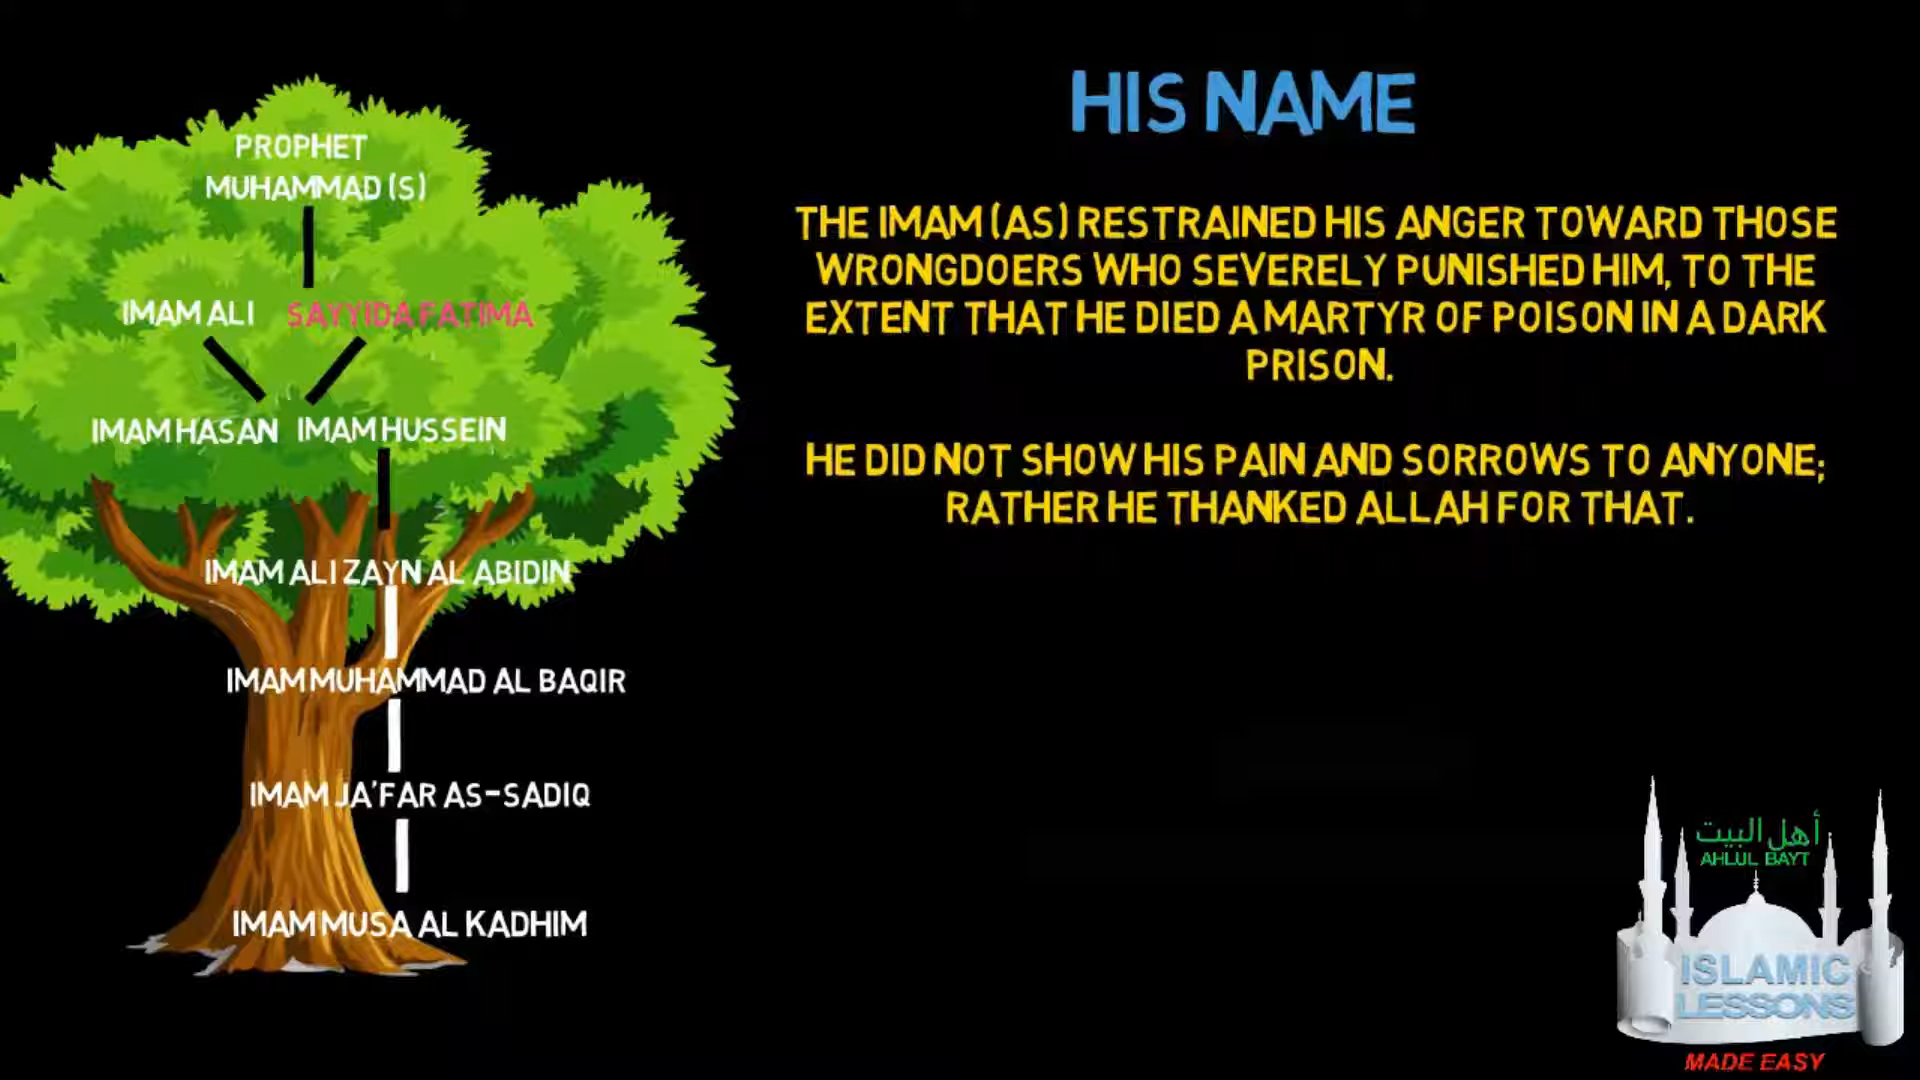 PROPHET
MUHAMMAD (S)
IMAM ALI SAYYIDA FATIMA
IMAM HASAN IMAM HUSSEIN
IMAM ALI ZAYN AL ABIDIN
IMAM MUHAMMAD AL BAQIR
IMAM JA'FAR AS-SADIQ
IMAM MUSA AL KADHIM
HIS NAME
THE IMAM (AS) RESTRAINED HIS ANGER TOWARD THOSE
WRONGDOERS WHO SEVERELY PUNISHED HIM, TO THE
EXTENT THAT HE DIED A MARTYR OF POISON IN A DARK
PRISON.
HE DID NOT SHOW HIS PAIN AND SORROWS TO ANYONE;
RATHER HE THANKED ALLAH FOR THAT.
أهل البيت
AHLUL BAYT
ISLAMIC
LESSONS
MADE EASY